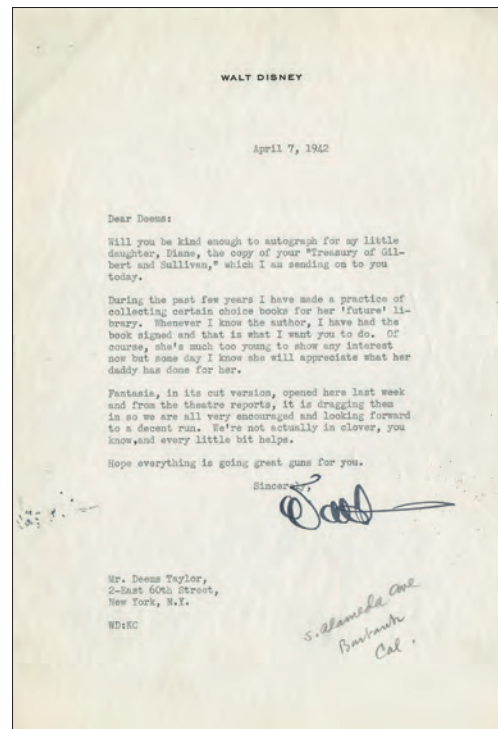 WALT DISNEY
April 7, 1942
Dear Deems:
Will you be kind enough to autograph for my little
daughter, Diane, the copy of your "Treasury of Gil-
bert and Sullivan," which I am sending on to you
today.
During the past few years I have made a practice of
collecting certain choice books for her 'future' li-
brary. Whenever I know the author, I have had the
book signed and that is what I want you to do. Of
course, she's much too young to show any interest
now but some day I know she will appreciate what her
daddy has done for her.
Fantasia, in its cut version, opened here last week
and from the theatre reports, it is dragging them
in so we are all very encouraged and looking forward
to a decent run. We're not actually in clover, you
know,and every little bit helps.
Hope everything is going great guns for you.
Sincerely,
Walt
Mr. Deems Taylor,
2-East 60th Street,
New York, N.Y.
WD:KC
S. Alameda Ave
Burbank
Cal.